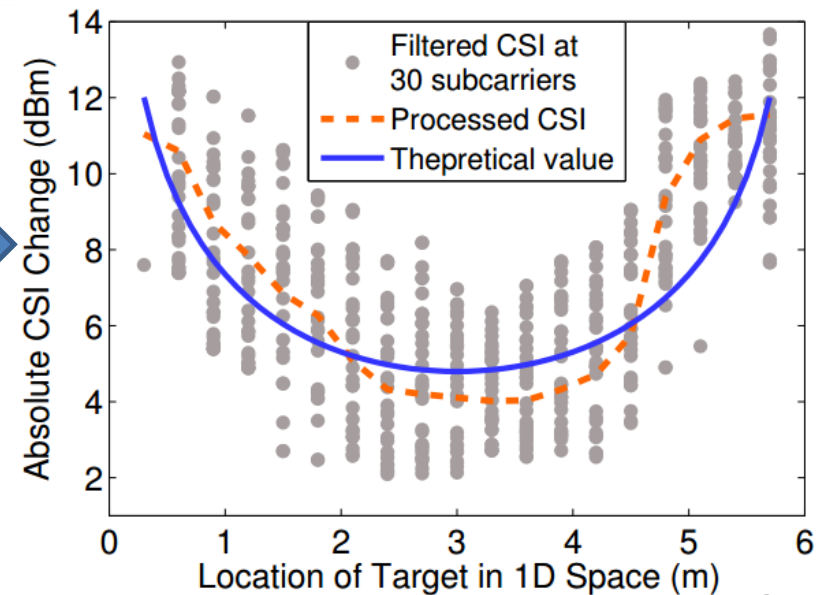 14
12
10
8
6
4
2
Absolute CSI Change (dBm)
Filtered CSI at
30 subcarriers
Processed CSI
Thepretical value
0 1 2 3 4 5 6
Location of Target in 1D Space (m)